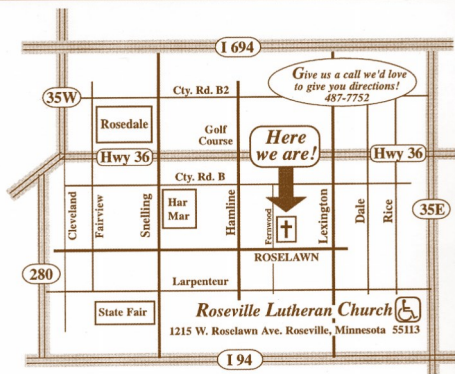 I 694
Give us a call we'd love
to give you directions!
487-7752
35W
Cty. Rd. B2
Rosedale
Golf
Course
Here
we are!
Hwy 36
Hwy 36
Cty. Rd. B
Cleveland
Fairview
Snelling
Har
Mar
Hamline
Fernwood
Lexington
Dale
Rice
35E
ROSELAWN
280
Larpenteur
State Fair
Roseville Lutheran Church
1215 W. Roselawn Ave. Roseville, Minnesota 55113
I 94